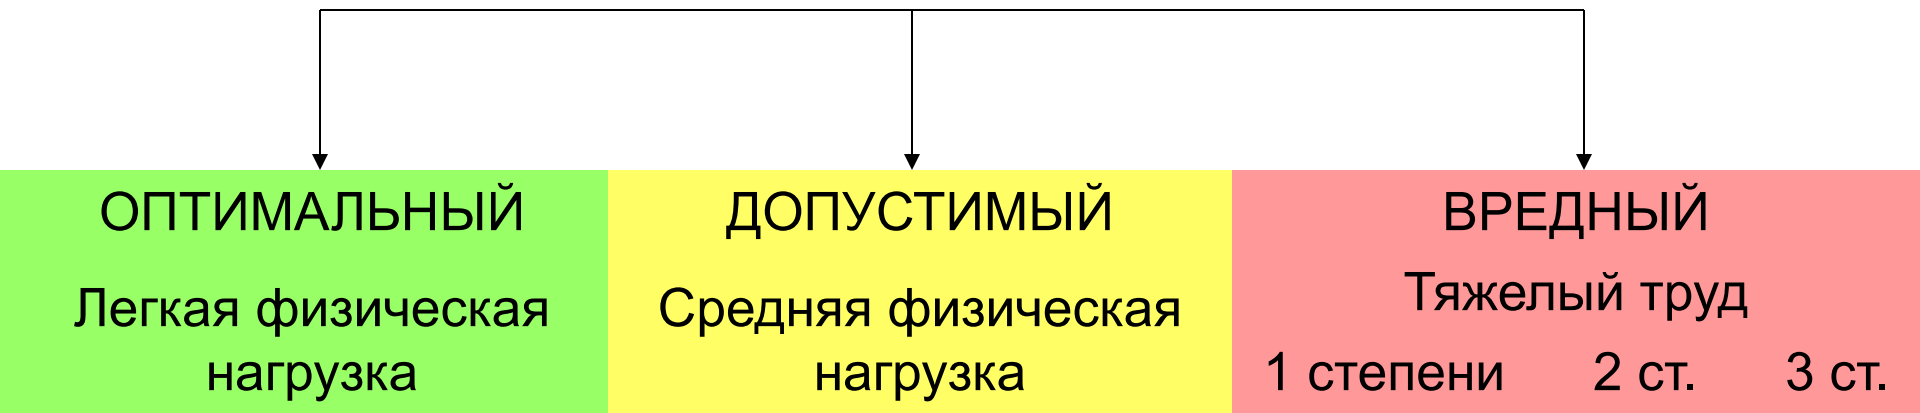 ОПТИМАЛЬНЫЙ
Легкая физическая
нагрузка
ДОПУСТИМЫЙ
Средняя физическая
нагрузка
ВРЕДНЫЙ
Тяжелый труд
1 степени 2 ст. 3 ст.